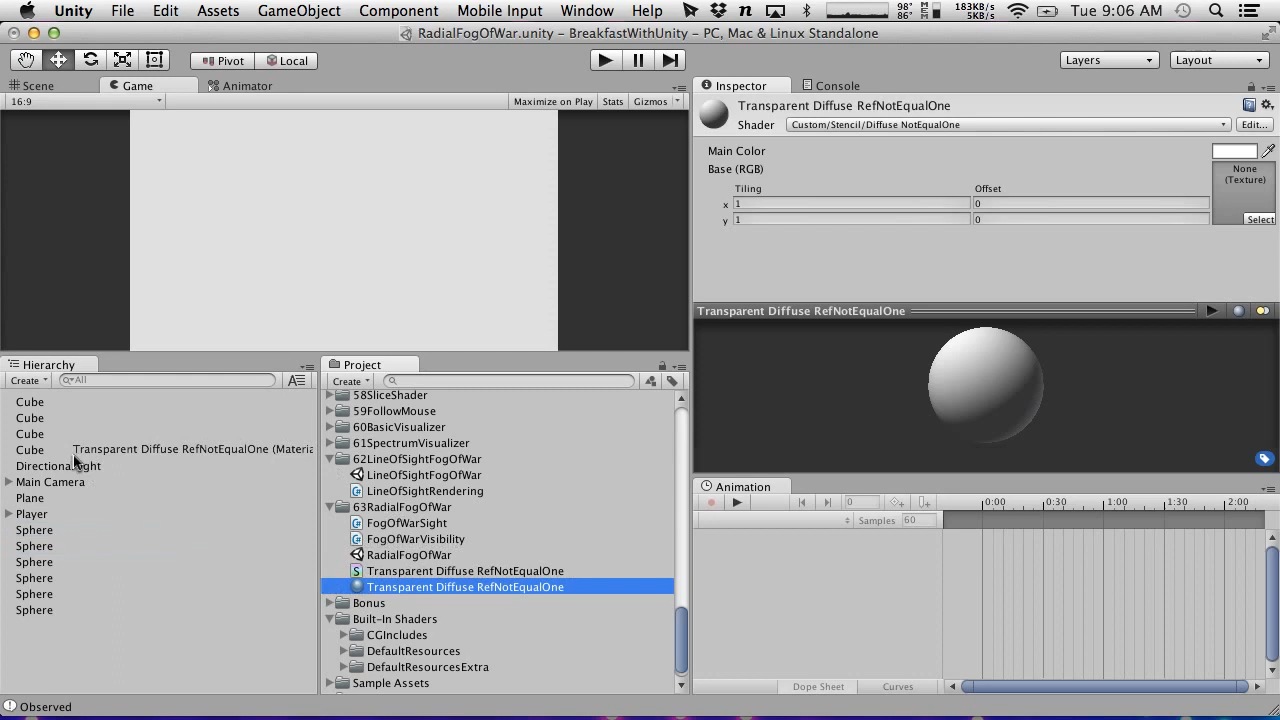 Unity File Edit Assets GameObject Component Mobile Input Window Help 98° 86° MEM 183KB/s 5KB/s Tue 9:06 AM
RadialFogOfWar.unity – BreakfastWithUnity – PC, Mac & Linux Standalone
Pivot Local Layers Layout
Scene Game Animator
16:9 Maximize on Play Stats Gizmos
Inspector Console
Transparent Diffuse RefNotEqualOne
Shader Custom/Stencil/Diffuse NotEqualOne Edit...
Main Color
Base (RGB) None (Texture)
Tiling Offset
x 1 0
y 1 0
Select
Transparent Diffuse RefNotEqualOne
Hierarchy
Create All
Cube
Cube
Cube
Cube Transparent Diffuse RefNotEqualOne (Materia
Directional light
Main Camera
Plane
Player
Sphere
Sphere
Sphere
Sphere
Sphere
Sphere
Project
Create
58SliceShader
59FollowMouse
60BasicVisualizer
61SpectrumVisualizer
62LineOfSightFogOfWar
LineOfSightFogOfWar
LineOfSightRendering
63RadialFogOfWar
FogOfWarSight
FogOfWarVisibility
RadialFogOfWar
Transparent Diffuse RefNotEqualOne
Transparent Diffuse RefNotEqualOne
Bonus
Built-In Shaders
CGIncludes
DefaultResources
DefaultResourcesExtra
Sample Assets
Animation
0 0:00 0:30 1:00 1:30 2:00
Samples 60
Dope Sheet Curves
Observed